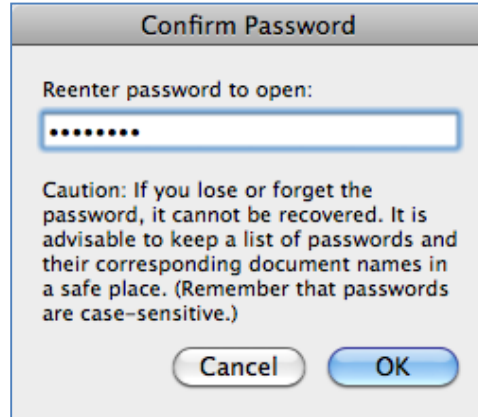 Confirm Password
Reenter password to open:
••••••••
Caution: If you lose or forget the
password, it cannot be recovered. It is
advisable to keep a list of passwords and
their corresponding document names in
a safe place. (Remember that passwords
are case-sensitive.)
Cancel OK